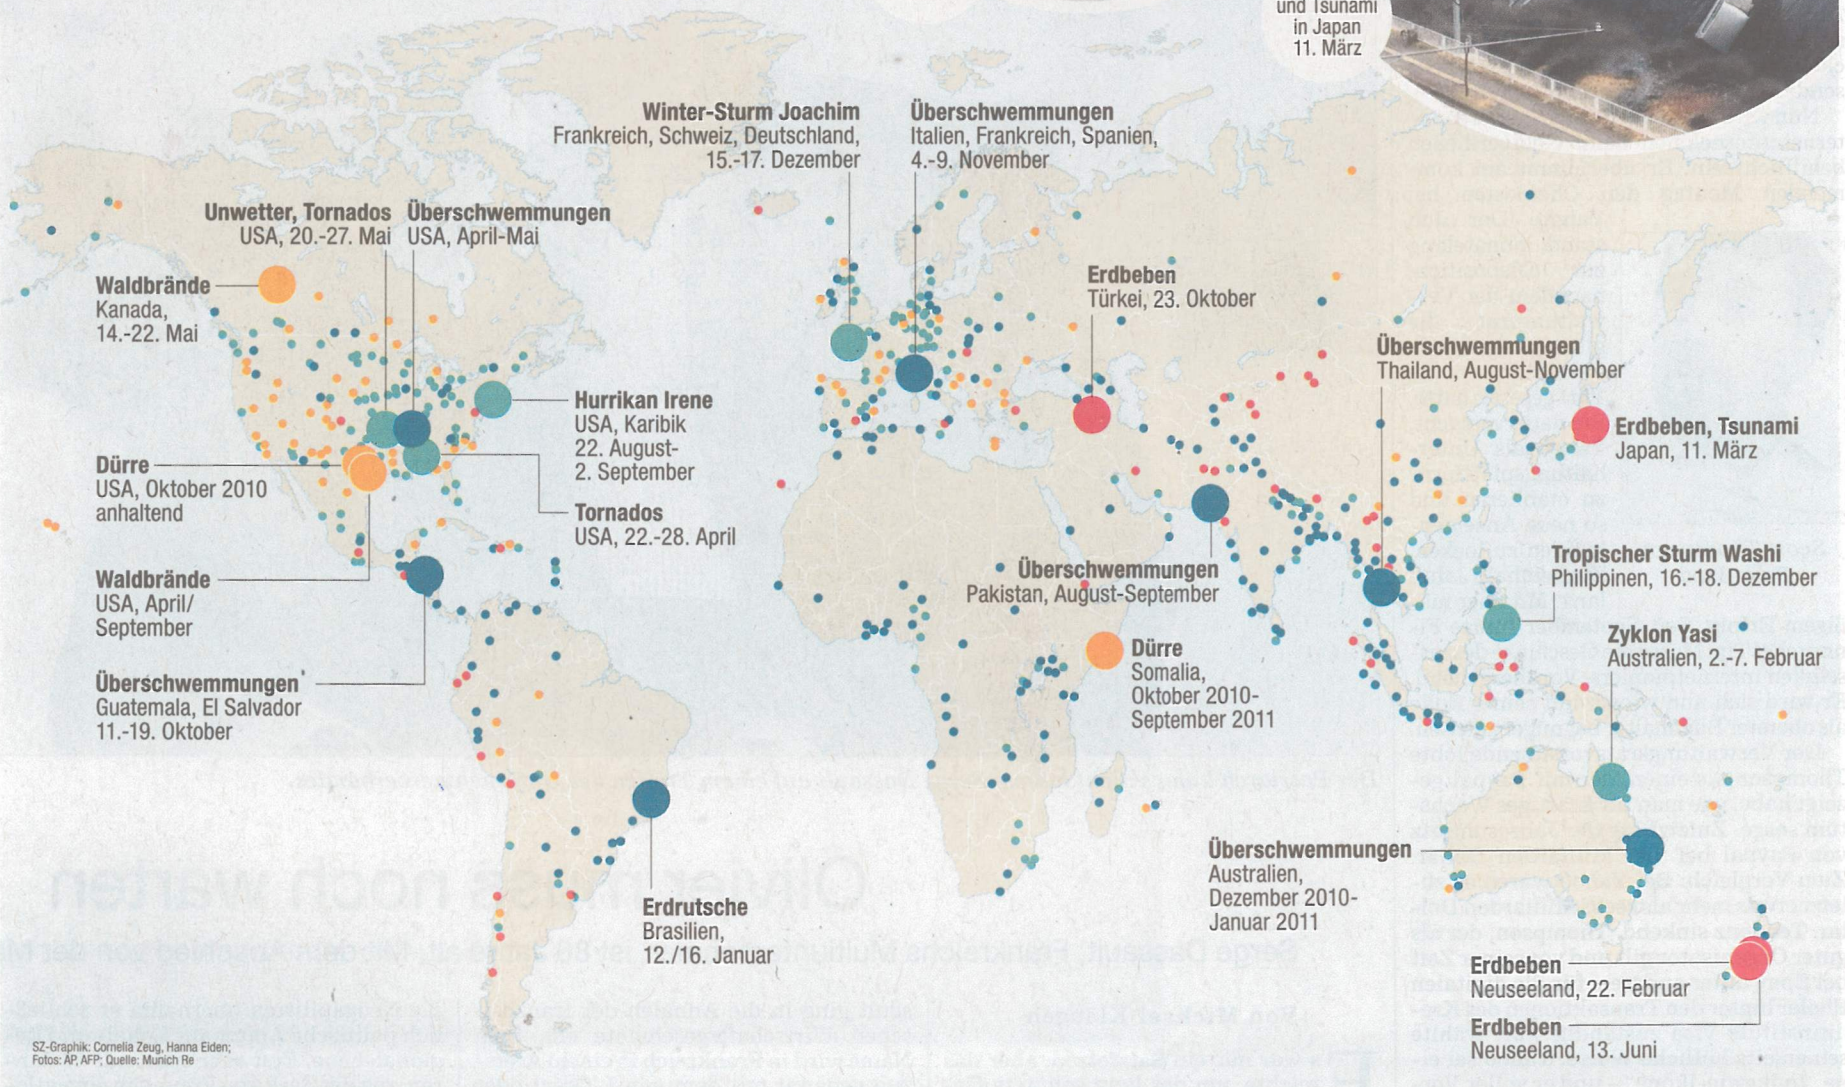 und Tsunami
in Japan
11. März
Winter-Sturm Joachim
Frankreich, Schweiz, Deutschland,
15.-17. Dezember
Überschwemmungen
Italien, Frankreich, Spanien,
4.-9. November
Unwetter, Tornados
USA, 20.-27. Mai
Überschwemmungen
USA, April-Mai
Waldbrände
Kanada,
14.-22. Mai
Erdbeben
Türkei, 23. Oktober
Überschwemmungen
Thailand, August-November
Hurrikan Irene
USA, Karibik
22. August-
2. September
Erdbeben, Tsunami
Japan, 11. März
Dürre
USA, Oktober 2010
anhaltend
Tornados
USA, 22.-28. April
Waldbrände
USA, April/
September
Überschwemmungen
Pakistan, August-September
Tropischer Sturm Washi
Philippinen, 16.-18. Dezember
Dürre
Somalia,
Oktober 2010-
September 2011
Zyklon Yasi
Australien, 2.-7. Februar
Überschwemmungen
Guatemala, El Salvador
11.-19. Oktober
Überschwemmungen
Australien,
Dezember 2010-
Januar 2011
Erdrutsche
Brasilien,
12./16. Januar
Erdbeben
Neuseeland, 22. Februar
Erdbeben
Neuseeland, 13. Juni
SZ-Graphik: Cornelia Zeug, Hanna Eiden;
Fotos: AP, AFP; Quelle: Munich Re
Olivier muss noch warten